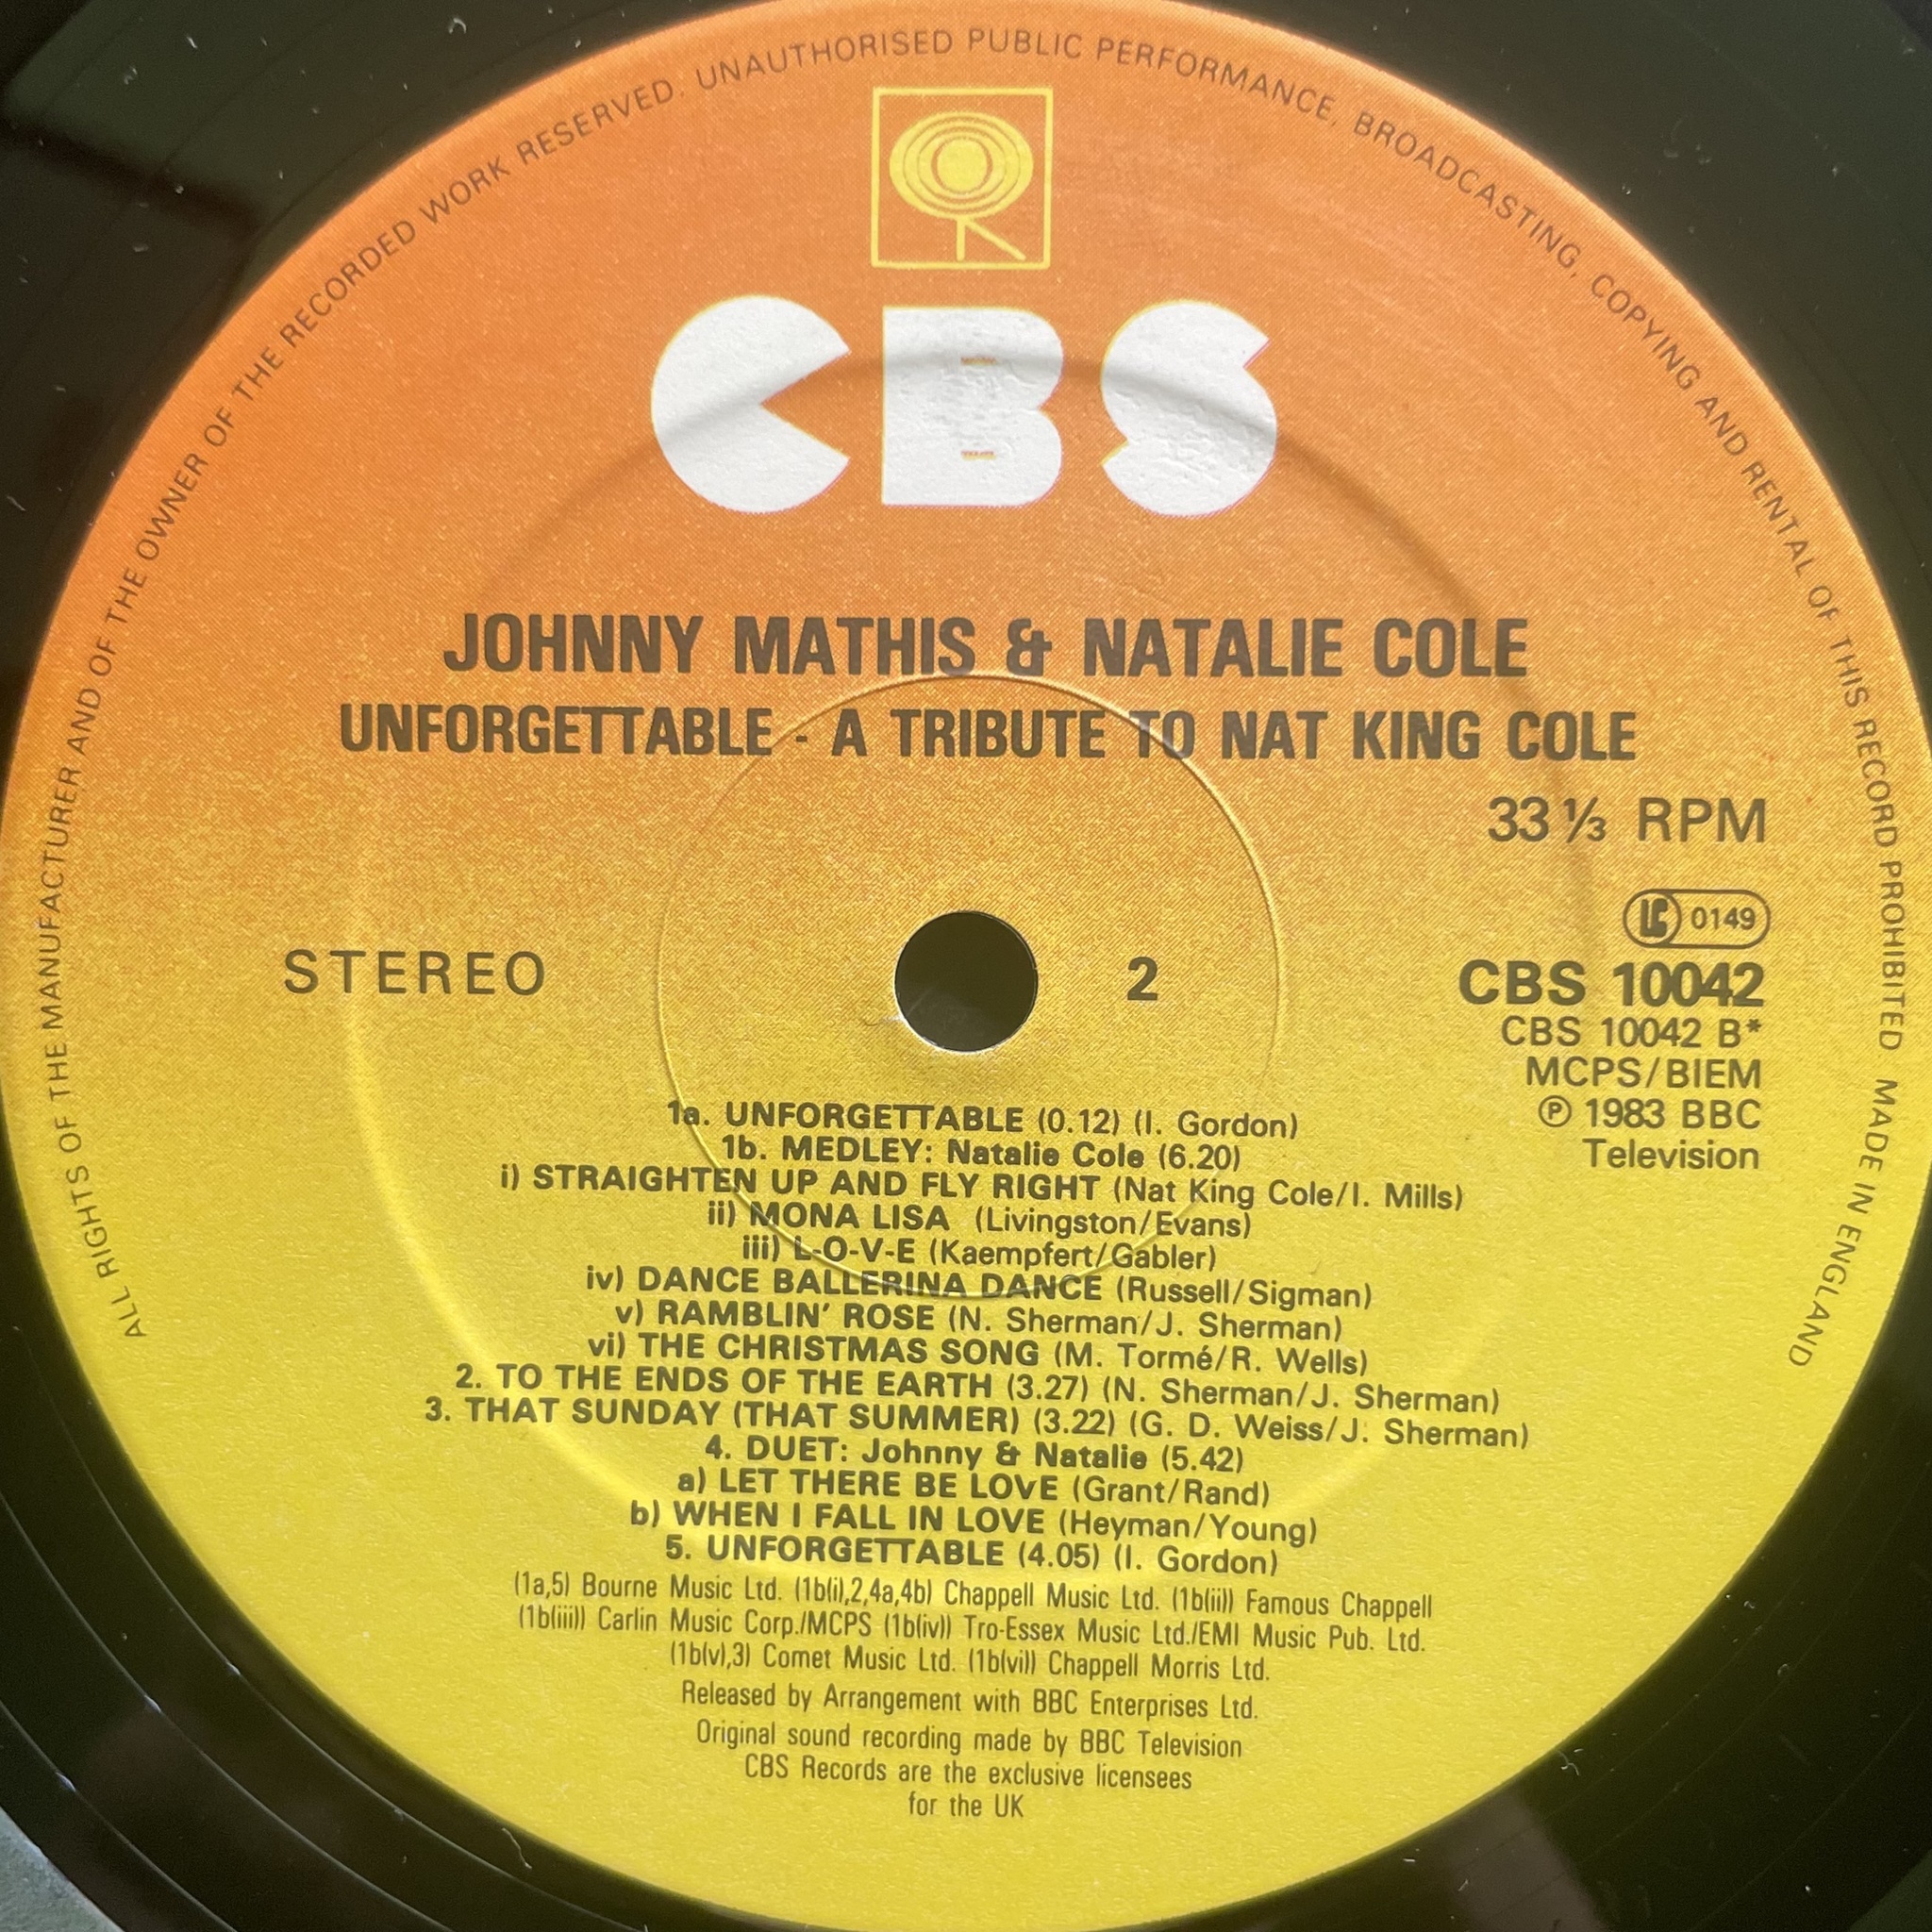 ALL RIGHTS OF THE MANUFACTURER AND OF THE OWNER OF THE RECORDED WORK RESERVED. UNAUTHORISED PUBLIC PERFORMANCE, BROADCASTING, COPYING AND RENTAL OF THIS RECORD PROHIBITED MADE IN ENGLAND
CBS
JOHNNY MATHIS & NATALIE COLE
UNFORGETTABLE - A TRIBUTE TO NAT KING COLE
33 ⅓ RPM
LC 0149
STEREO
2
CBS 10042
CBS 10042 B*
MCPS/BIEM
℗ 1983 BBC
Television
1a. UNFORGETTABLE (0.12) (I. Gordon)
1b. MEDLEY: Natalie Cole (6.20)
i) STRAIGHTEN UP AND FLY RIGHT (Nat King Cole/I. Mills)
ii) MONA LISA (Livingston/Evans)
iii) L-O-V-E (Kaempfert/Gabler)
iv) DANCE BALLERINA DANCE (Russell/Sigman)
v) RAMBLIN' ROSE (N. Sherman/J. Sherman)
vi) THE CHRISTMAS SONG (M. Tormé/R. Wells)
2. TO THE ENDS OF THE EARTH (3.27) (N. Sherman/J. Sherman)
3. THAT SUNDAY (THAT SUMMER) (3.22) (G. D. Weiss/J. Sherman)
4. DUET: Johnny & Natalie (5.42)
a) LET THERE BE LOVE (Grant/Rand)
b) WHEN I FALL IN LOVE (Heyman/Young)
5. UNFORGETTABLE (4.05) (I. Gordon)
(1a,5) Bourne Music Ltd. (1b(i),2,4a,4b) Chappell Music Ltd. (1b(ii)) Famous Chappell
(1b(iii)) Carlin Music Corp./MCPS (1b(iv)) Tro-Essex Music Ltd./EMI Music Pub. Ltd.
(1b(v),3) Comet Music Ltd. (1b(vi)) Chappell Morris Ltd.
Released by Arrangement with BBC Enterprises Ltd.
Original sound recording made by BBC Television
CBS Records are the exclusive licensees
for the UK